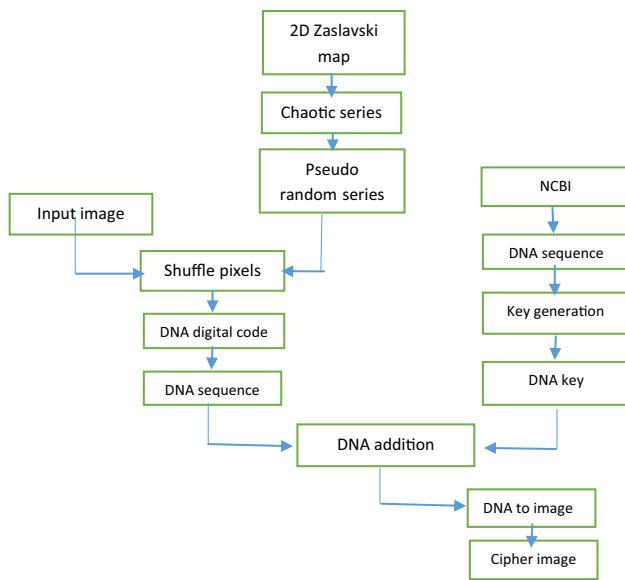 2D Zaslavski
map
Chaotic series
Pseudo
random series
NCBI
Input image
DNA sequence
Shuffle pixels
Key generation
DNA digital code
DNA key
DNA sequence
DNA addition
DNA to image
Cipher image